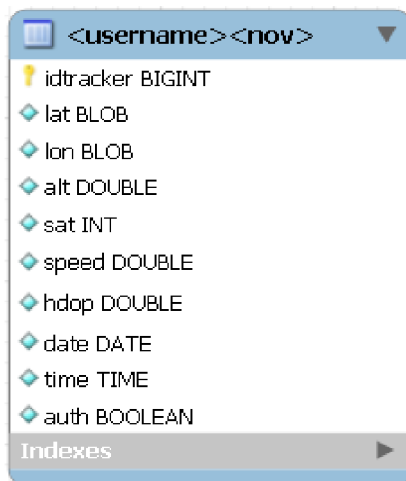 <username><nov>
idtracker BIGINT
lat BLOB
lon BLOB
alt DOUBLE
sat INT
speed DOUBLE
hdop DOUBLE
date DATE
time TIME
auth BOOLEAN
Indexes